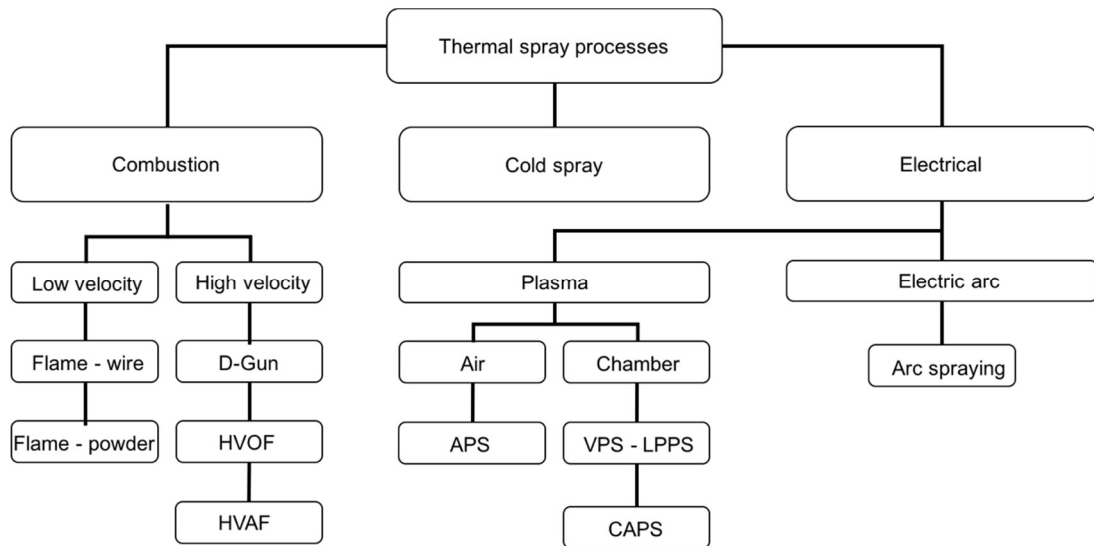 Thermal spray processes
Combustion
Cold spray
Electrical
Low velocity
High velocity
Plasma
Electric arc
Flame - wire
D-Gun
Air
Chamber
Arc spraying
Flame - powder
HVOF
APS
VPS - LPPS
HVAF
CAPS